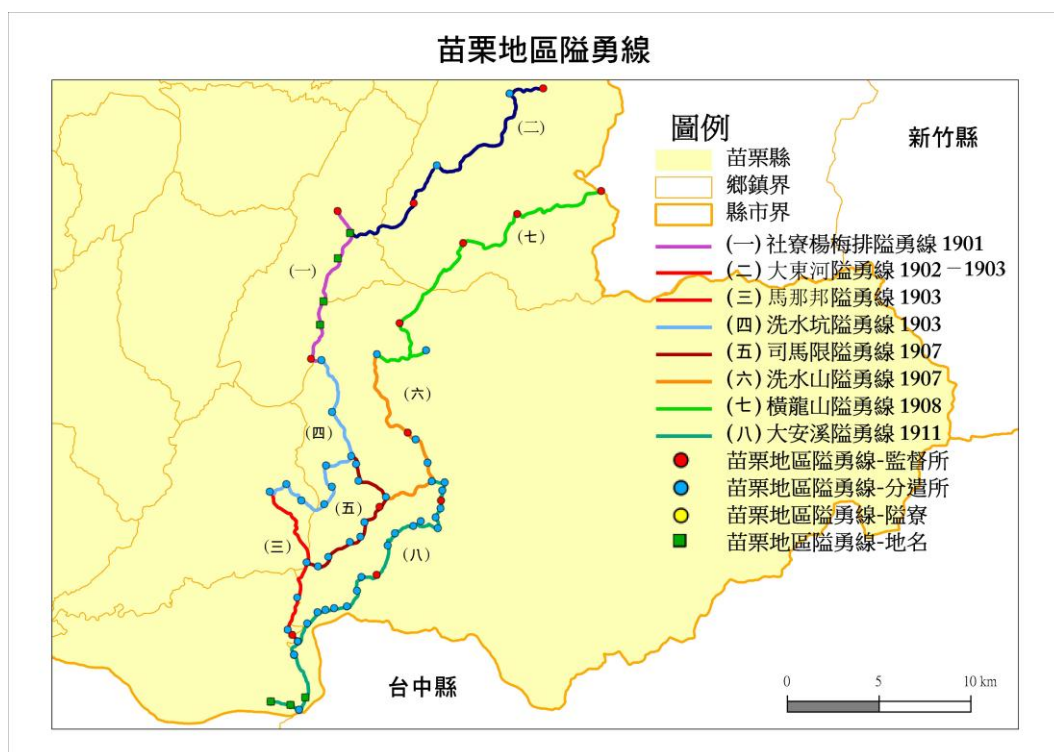 苗栗地區隘勇線
圖例
苗栗縣
鄉鎮界
縣市界
(一)社寮楊梅排隘勇線 1901
(二)大東河隘勇線 1902－1903
(三)馬那邦隘勇線 1903
(四)洗水坑隘勇線 1903
(五)司馬限隘勇線 1907
(六)洗水山隘勇線 1907
(七)橫龍山隘勇線 1908
(八)大安溪隘勇線 1911
苗栗地區隘勇線-監督所
苗栗地區隘勇線-分遣所
苗栗地區隘勇線-隘寮
苗栗地區隘勇線-地名
新竹縣
(二)
(七)
(一)
(六)
(四)
(五)
(三)
(八)
台中縣
0 5 10 km